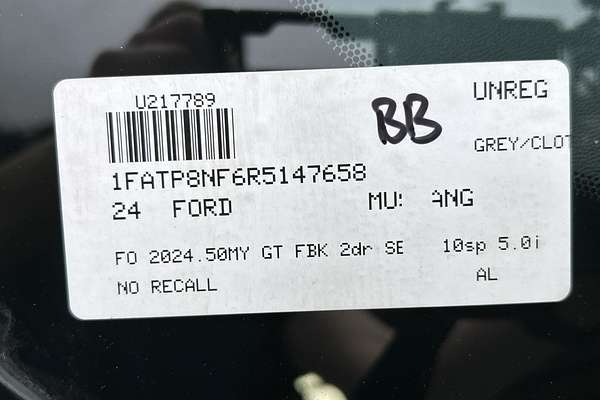 U217789
BB
UNREG
GREY/CLOT
1FATP8NF6R5147658
24 FORD MUS ANG
FO 2024.50MY GT FBK 2dr SE 10sp 5.0i
NO RECALL AL